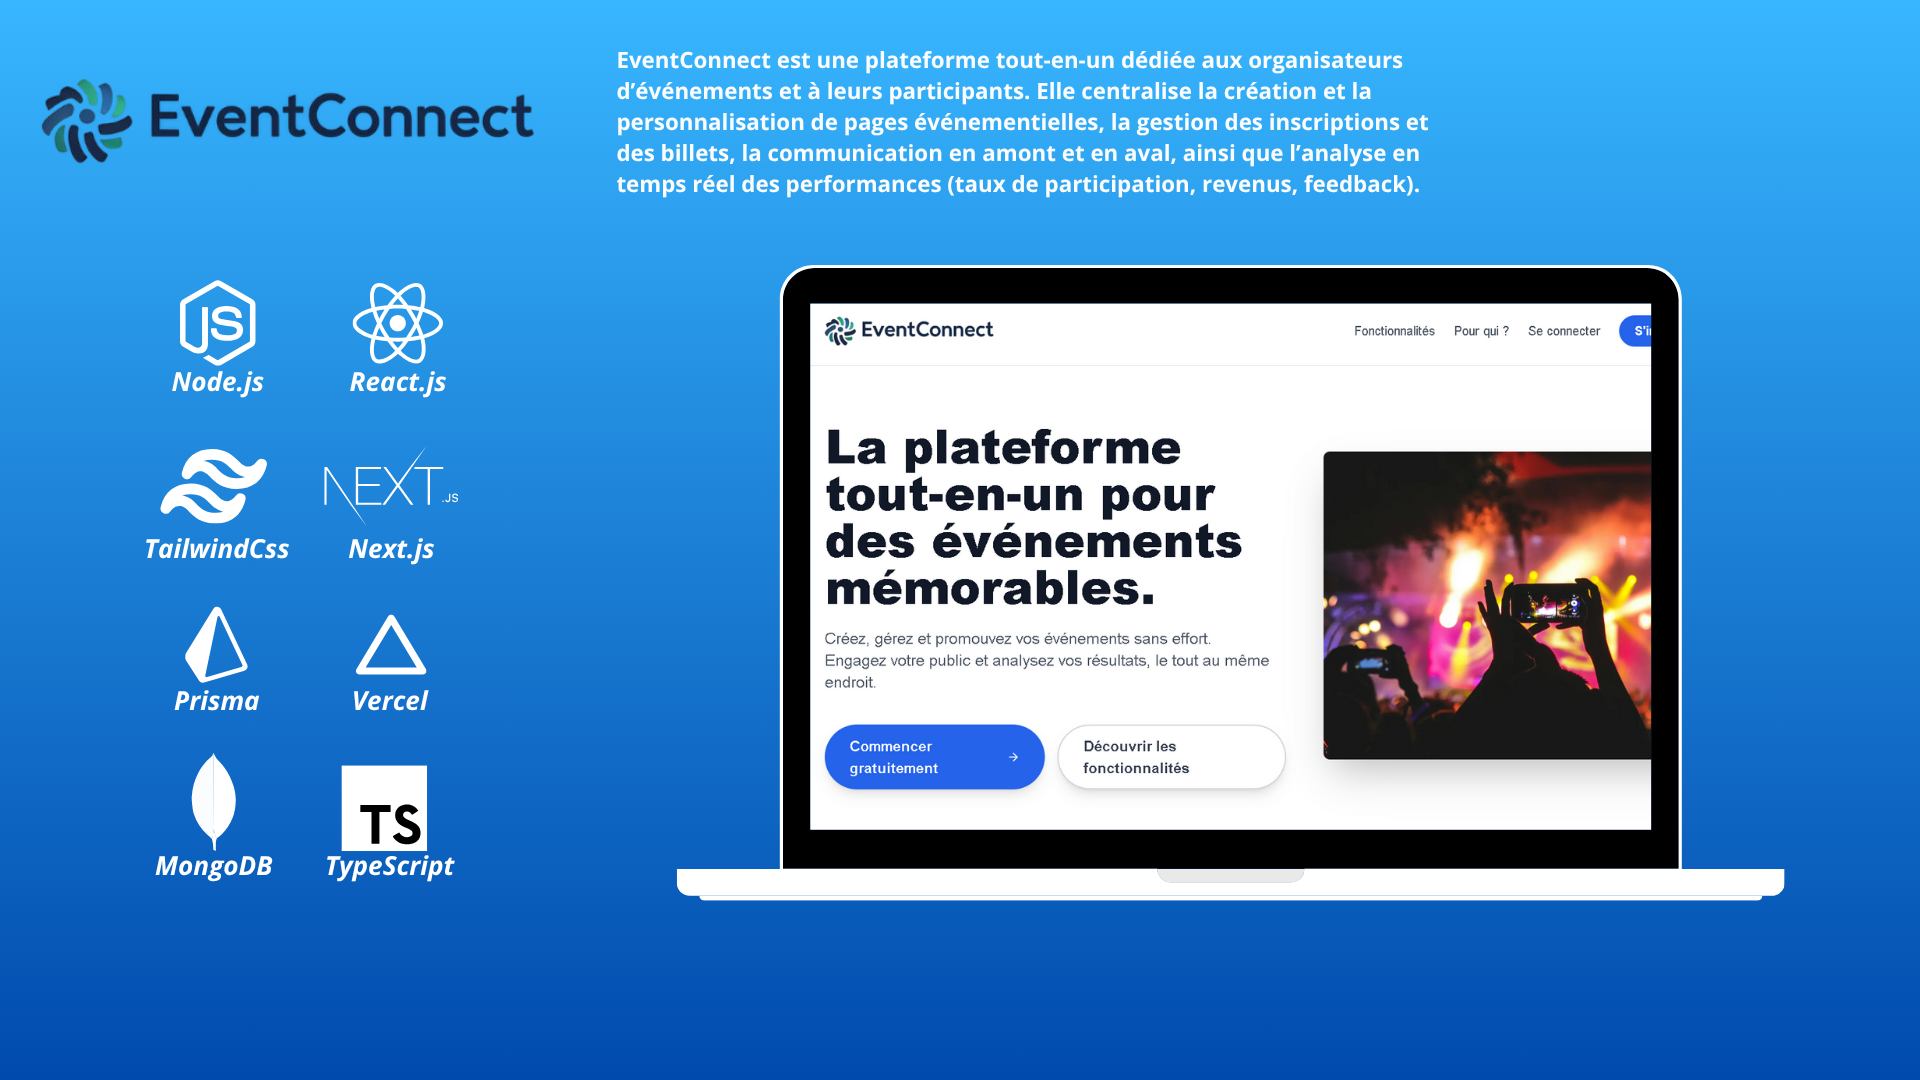 EventConnect
EventConnect est une plateforme tout-en-un dédiée aux organisateurs
d’événements et à leurs participants. Elle centralise la création et la
personnalisation de pages événementielles, la gestion des inscriptions et
des billets, la communication en amont et en aval, ainsi que l’analyse en
temps réel des performances (taux de participation, revenus, feedback).
JS
Node.js
React.js
TailwindCss
NEXT.JS
Next.js
Prisma
Vercel
MongoDB
TS
TypeScript
EventConnect
Fonctionnalités
Pour qui ?
Se connecter
La plateforme
tout-en-un pour
des événements
mémorables.
Créez, gérez et promouvez vos événements sans effort.
Engagez votre public et analysez vos résultats, le tout au même
endroit.
Commencer
gratuitement
Découvrir les
fonctionnalités